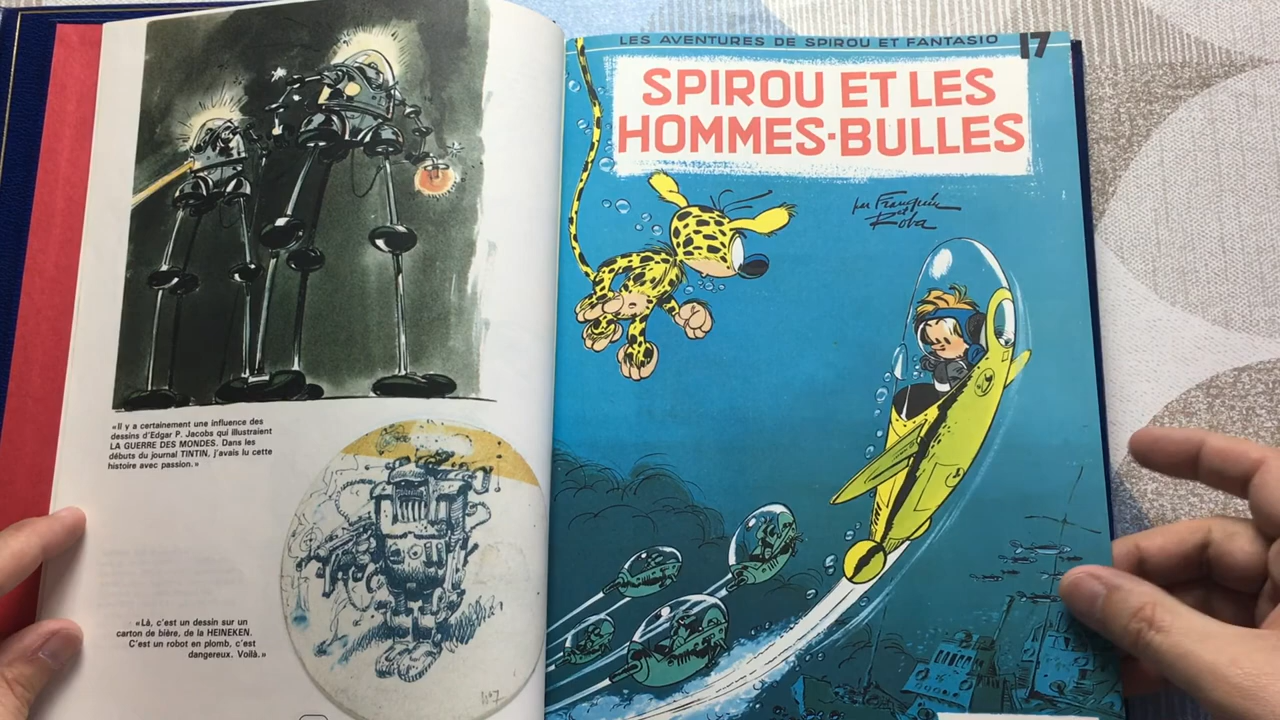 «Il y a certainement une influence des
dessins d'Edgar P. Jacobs qui illustraient
LA GUERRE DES MONDES. Dans les
débuts du journal TINTIN, j'avais lu cette
histoire avec passion.»
«Là, c'est un dessin sur un
carton de bière, de la HEINEKEN.
C'est un robot en plomb, c'est
dangereux. Voilà.»
LES AVENTURES DE SPIROU ET FANTASIO 17
SPIROU ET LES
HOMMES-BULLES
par Franquin
et
Roba